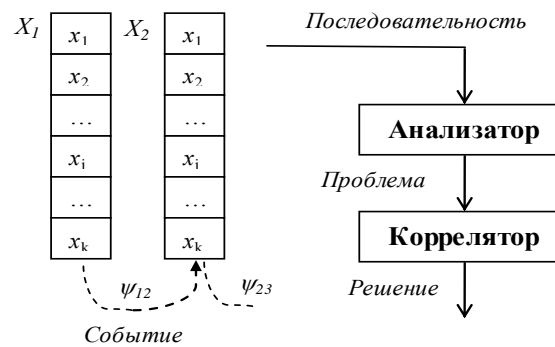 X₁ X₂ Последовательность
x₁ x₁
x₂ x₂
... ...
xᵢ xᵢ
... ...
xₖ xₖ
ψ₁₂ ψ₂₃
Событие
Анализатор
Проблема
Коррелятор
Решение